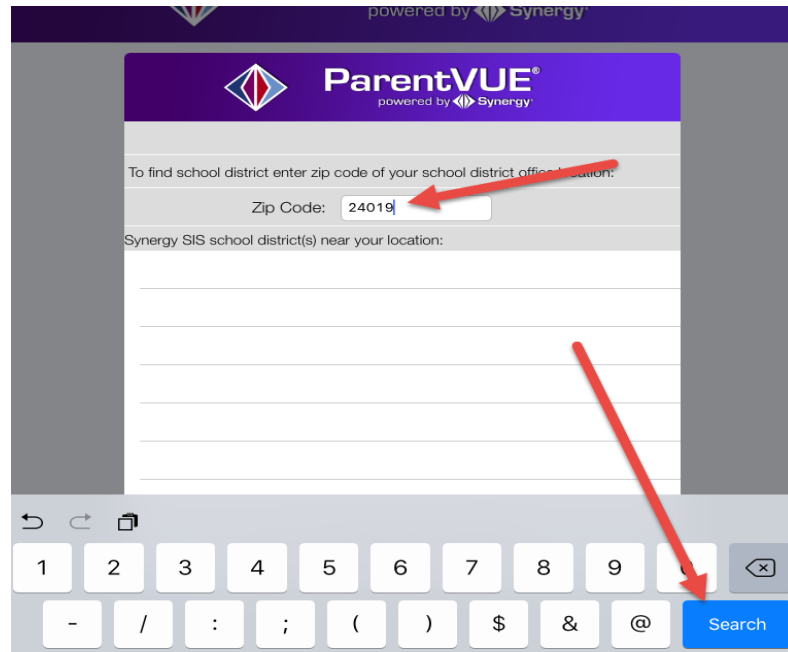 powered by Synergy
ParentVUE®
powered by Synergy
To find school district enter zip code of your school district office location:
Zip Code: 24019
Synergy SIS school district(s) near your location:
1 2 3 4 5 6 7 8 9 0
- / : ; ( ) $ & @ Search